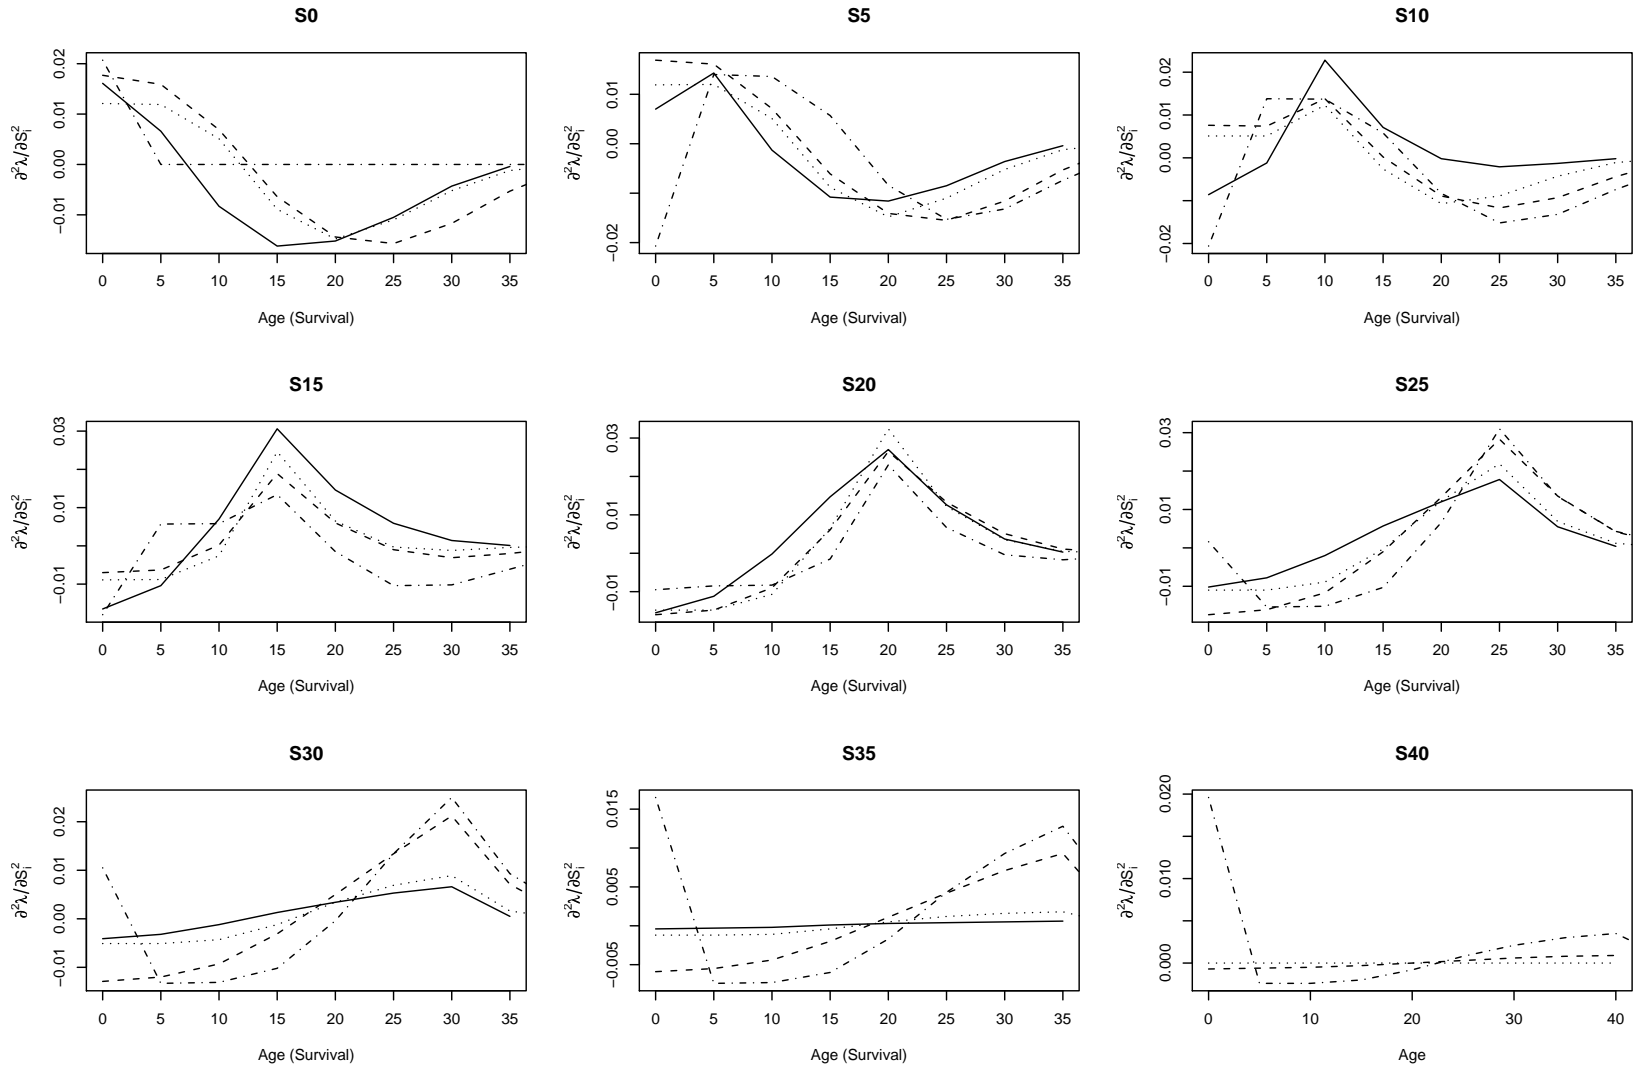 S0
S5
S10
∂²λ/∂S²ᵢ
−0.01 0.00 0.01 0.02
0 5 10 15 20 25 30 35
Age (Survival)
∂²λ/∂S²ᵢ
−0.02 0.00 0.01
0 5 10 15 20 25 30 35
Age (Survival)
∂²λ/∂S²ᵢ
−0.02 0.00 0.01 0.02
0 5 10 15 20 25 30 35
Age (Survival)
S15
S20
S25
∂²λ/∂S²ᵢ
−0.01 0.01 0.03
0 5 10 15 20 25 30 35
Age (Survival)
∂²λ/∂S²ᵢ
−0.01 0.01 0.03
0 5 10 15 20 25 30 35
Age (Survival)
∂²λ/∂S²ᵢ
−0.01 0.01 0.03
0 5 10 15 20 25 30 35
Age (Survival)
S30
S35
S40
∂²λ/∂S²ᵢ
−0.01 0.00 0.01 0.02
0 5 10 15 20 25 30 35
Age (Survival)
∂²λ/∂S²ᵢ
−0.005 0.005 0.015
0 5 10 15 20 25 30 35
Age (Survival)
∂²λ/∂S²ᵢ
0.000 0.010 0.020
0 10 20 30 40
Age